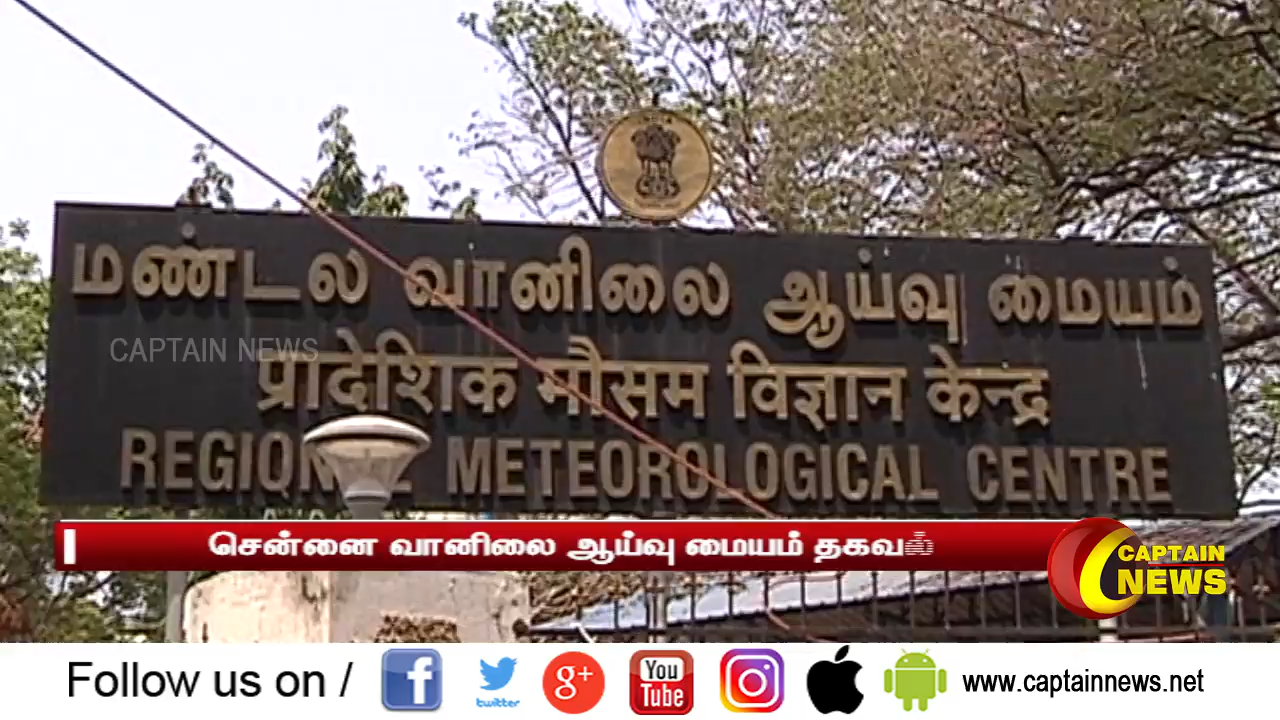 மண்டல வானிலை ஆய்வு மையம்
CAPTAIN NEWS
प्रादेशिक मौसम विज्ञान केन्द्र
REGIONAL METEOROLOGICAL CENTRE
சென்னை வானிலை ஆய்வு மையம் தகவல்
CAPTAIN
NEWS
Follow us on /
twitter
g+
You
Tube
www.captainnews.net